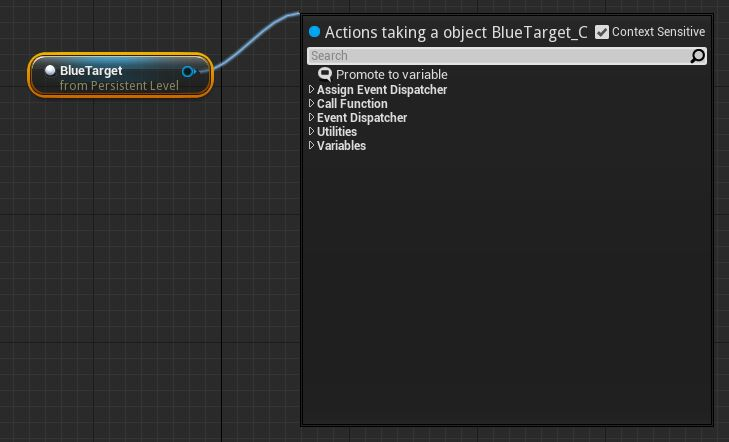 BlueTarget
from Persistent Level
Actions taking a object BlueTarget_C
Context Sensitive
Search
Promote to variable
Assign Event Dispatcher
Call Function
Event Dispatcher
Utilities
Variables